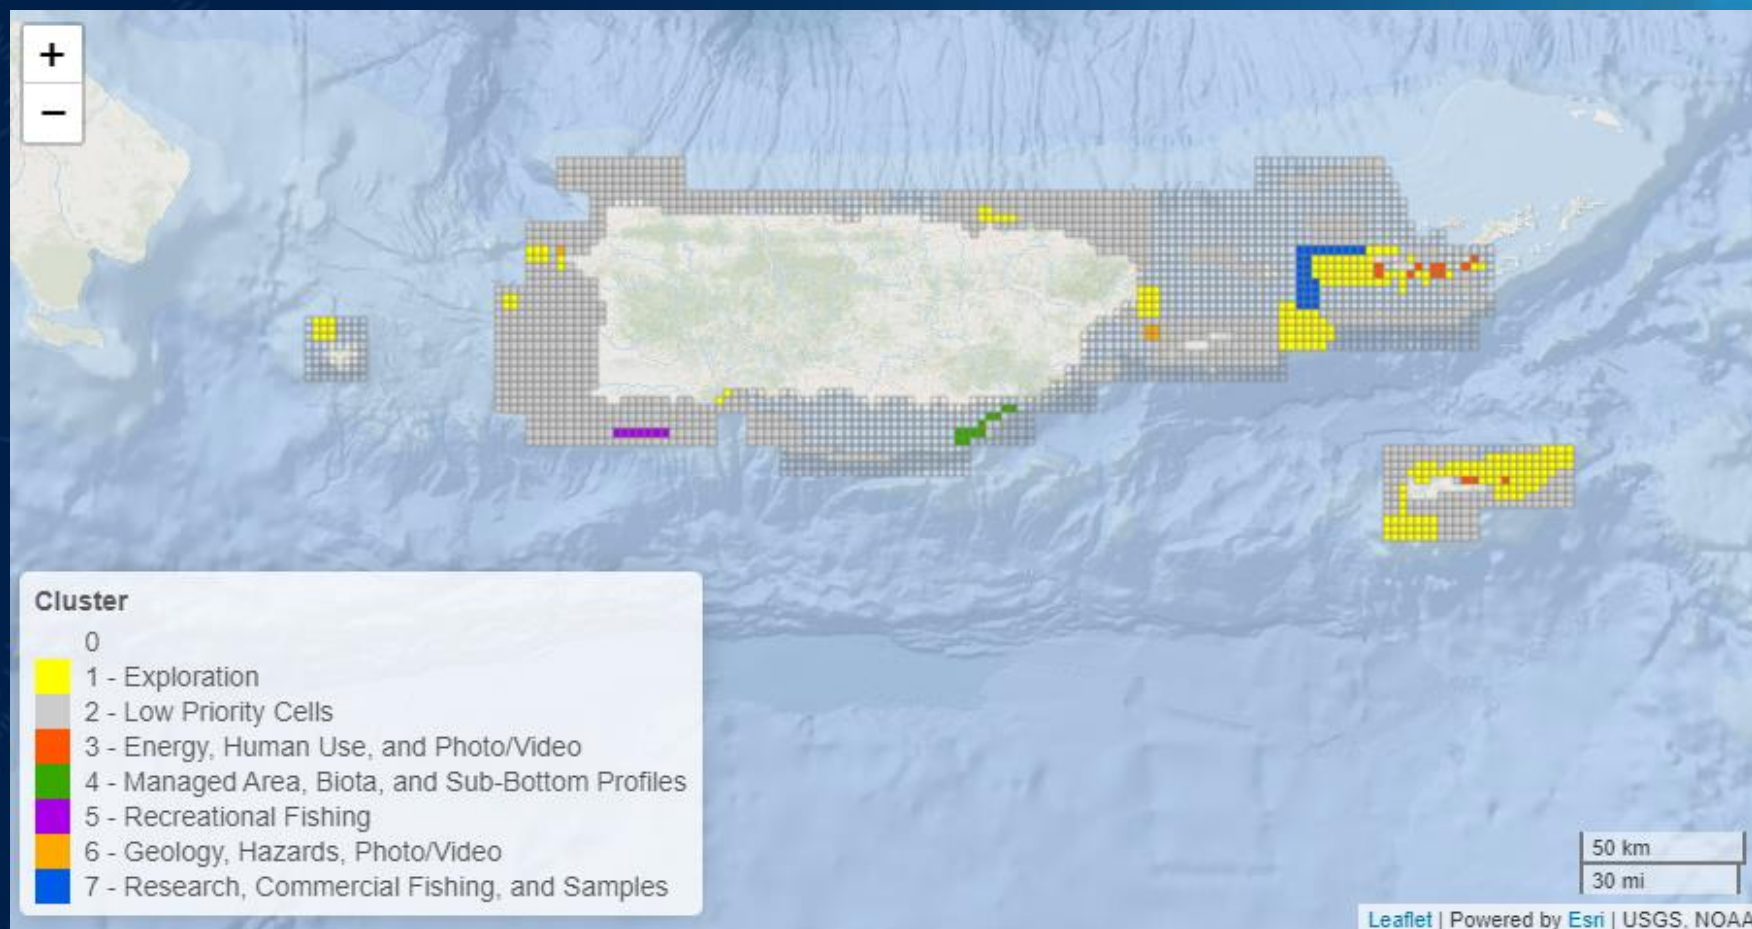 +
−
Cluster
0
1 - Exploration
2 - Low Priority Cells
3 - Energy, Human Use, and Photo/Video
4 - Managed Area, Biota, and Sub-Bottom Profiles
5 - Recreational Fishing
6 - Geology, Hazards, Photo/Video
7 - Research, Commercial Fishing, and Samples
50 km
30 mi
Leaflet | Powered by Esri | USGS, NOAA